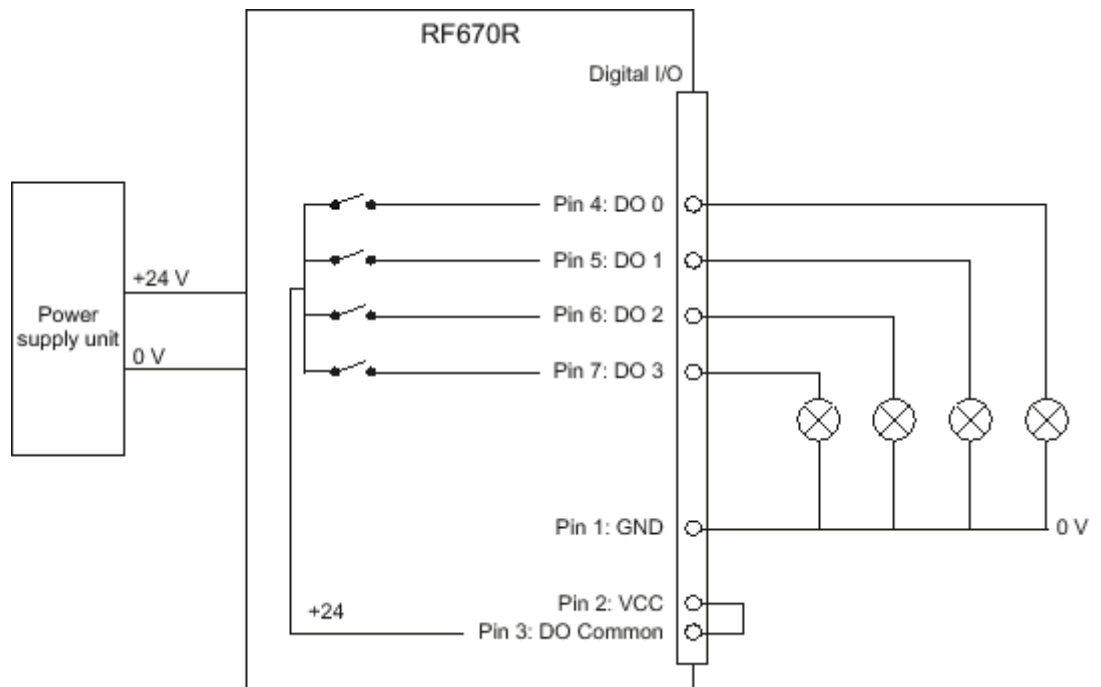 RF670R
Digital I/O
Pin 4: DO 0
Pin 5: DO 1
+24 V
Power
supply unit
Pin 6: DO 2
0 V
Pin 7: DO 3
Pin 1: GND
0 V
Pin 2: VCC
+24
Pin 3: DO Common